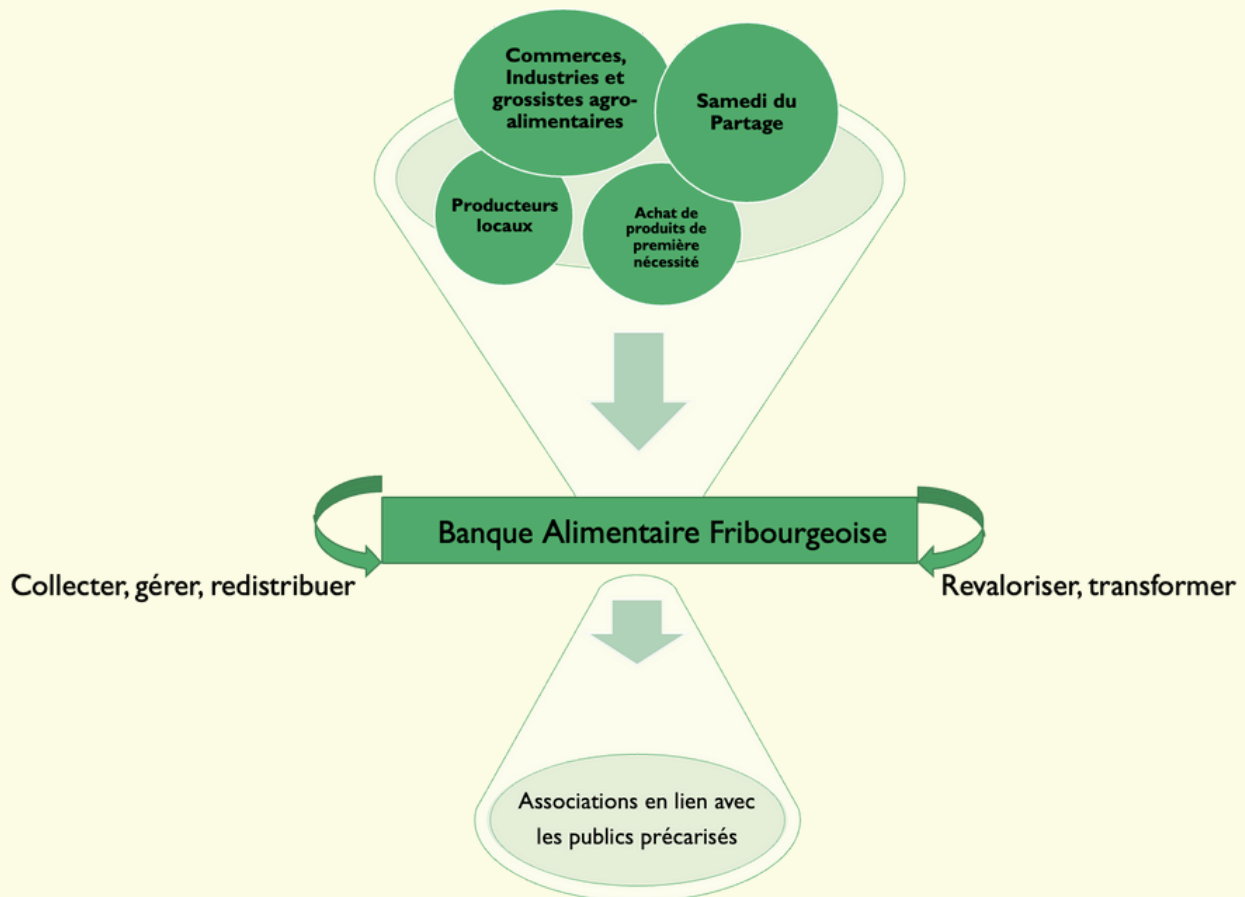 Commerces,
Industries et
grossistes agro-
alimentaires
Samedi du
Partage
Producteurs
locaux
Achat de
produits de
première
nécessité
Banque Alimentaire Fribourgeoise
Collecter, gérer, redistribuer
Revaloriser, transformer
Associations en lien avec
les publics précarisés